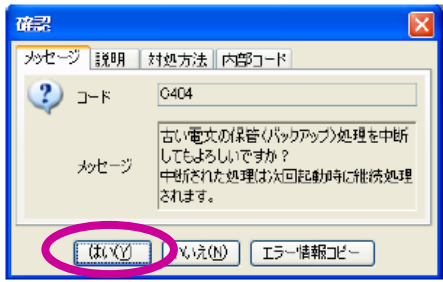 確認
メッセージ 説明 対処方法 内部コード
コード G404
古い電文の保管（バックアップ）処理を中断
してもよろしいですか？
メッセージ
中断された処理は次回起動時に継続処理
されます。
はい(Y) いいえ(N) エラー情報コピー